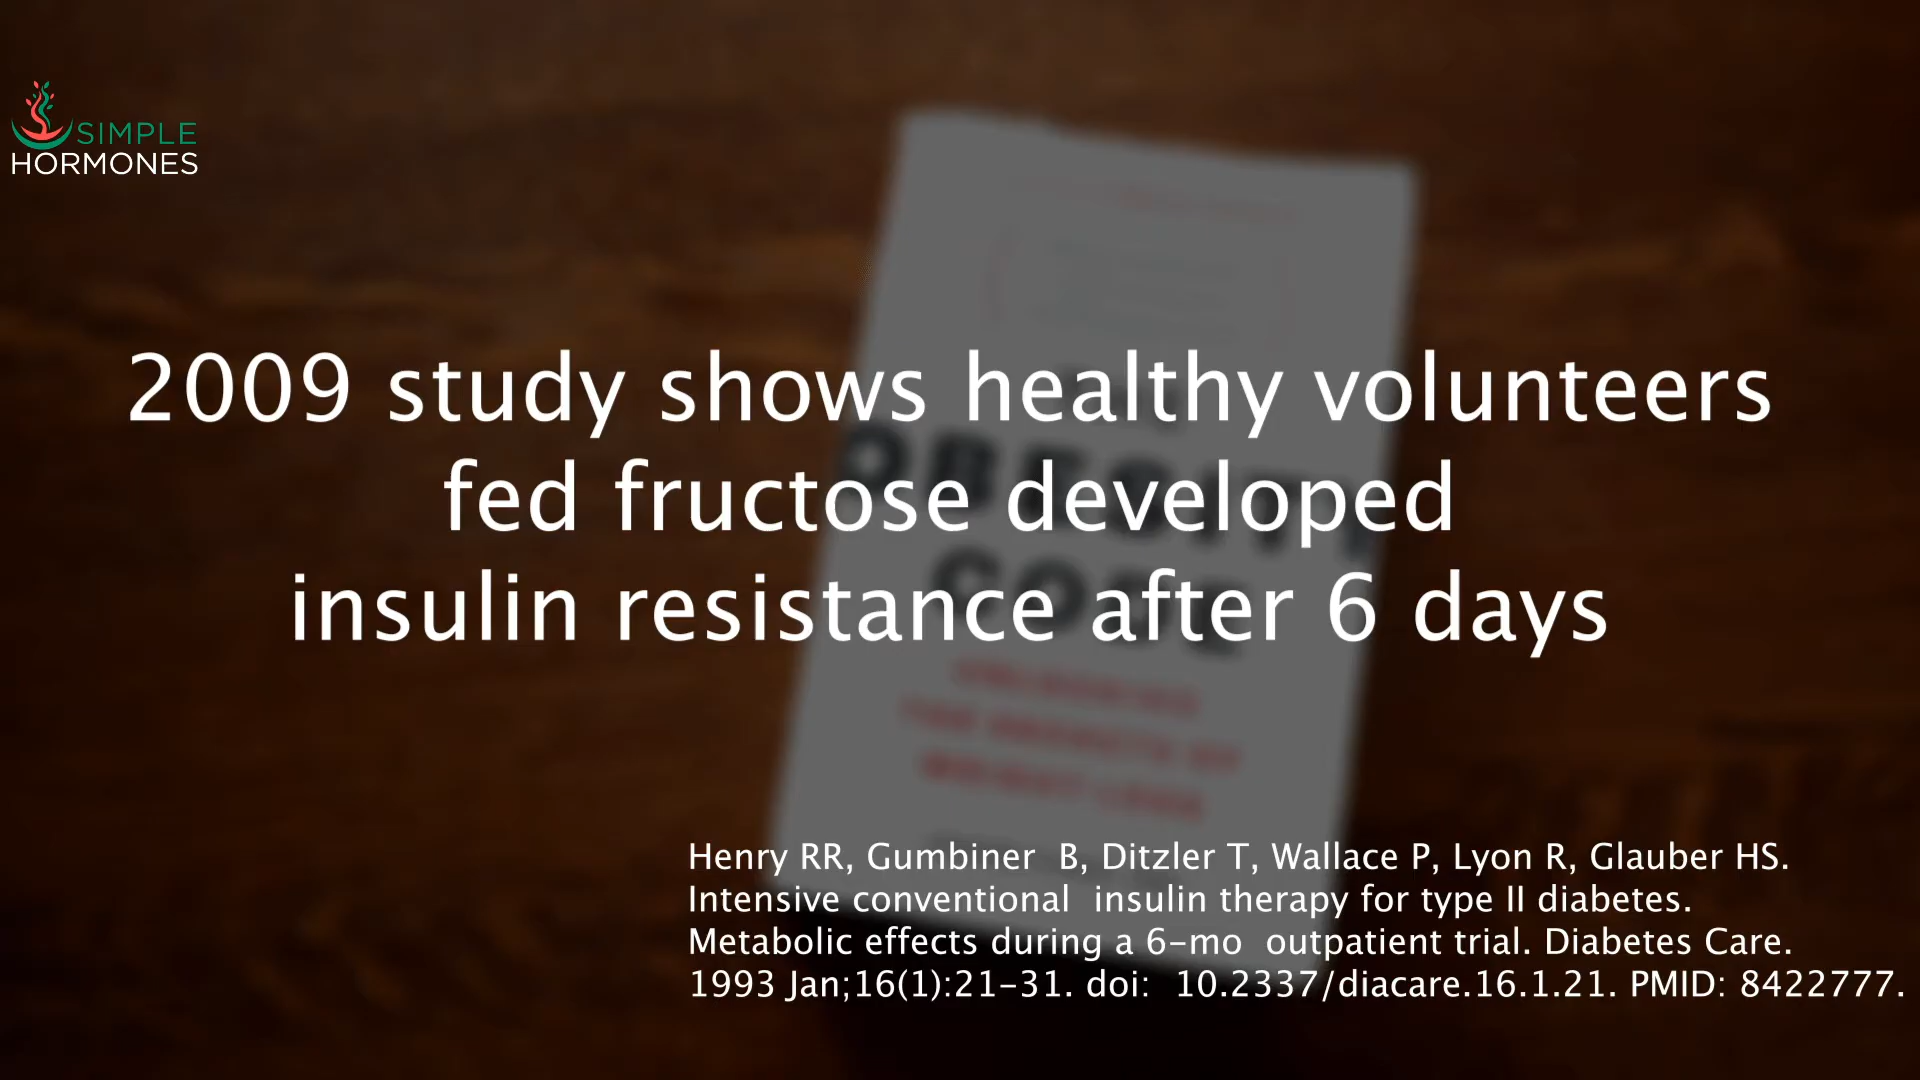 SIMPLE
HORMONES
2009 study shows healthy volunteers
fed fructose developed
insulin resistance after 6 days
OBESITY
CODE
Henry RR, Gumbiner B, Ditzler T, Wallace P, Lyon R, Glauber HS.
Intensive conventional insulin therapy for type II diabetes.
Metabolic effects during a 6-mo outpatient trial. Diabetes Care.
1993 Jan;16(1):21-31. doi: 10.2337/diacare.16.1.21. PMID: 8422777.